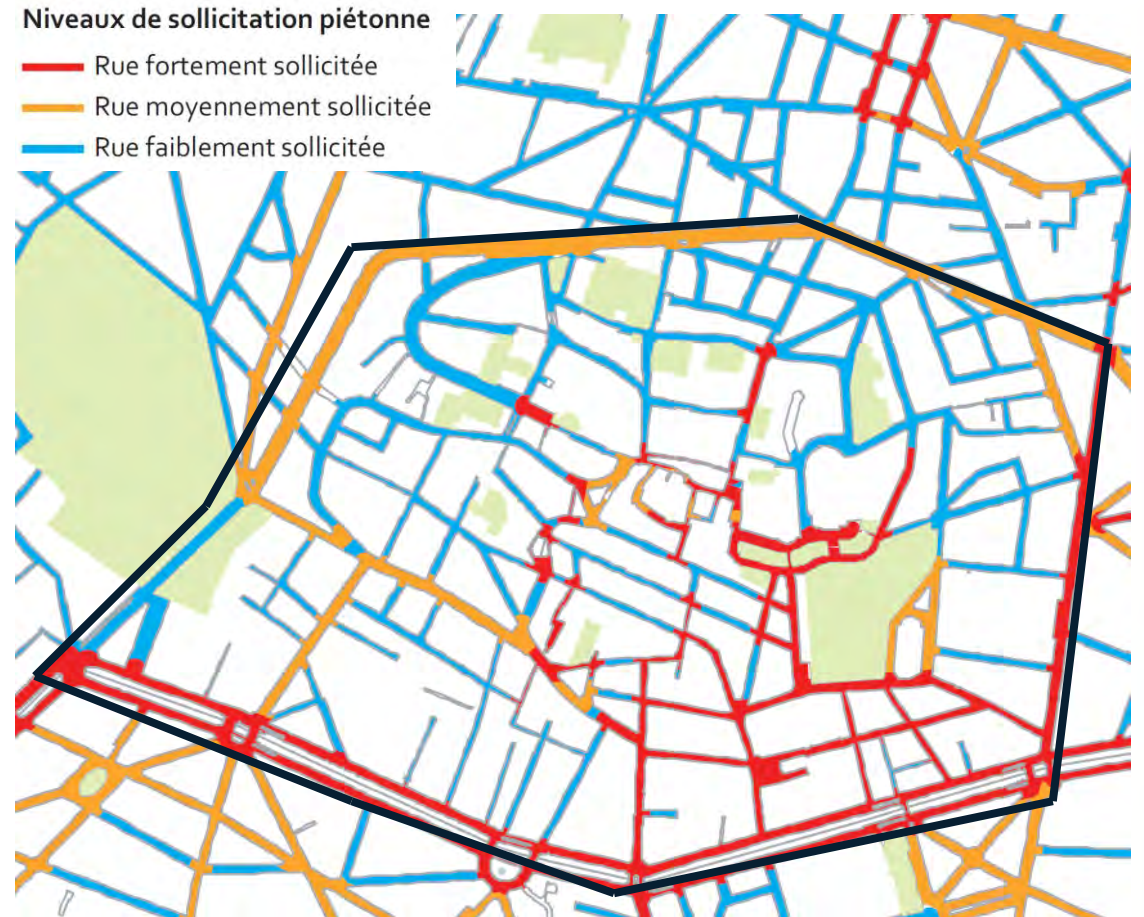 Niveaux de sollicitation piétonne
Rue fortement sollicitée
Rue moyennement sollicitée
Rue faiblement sollicitée